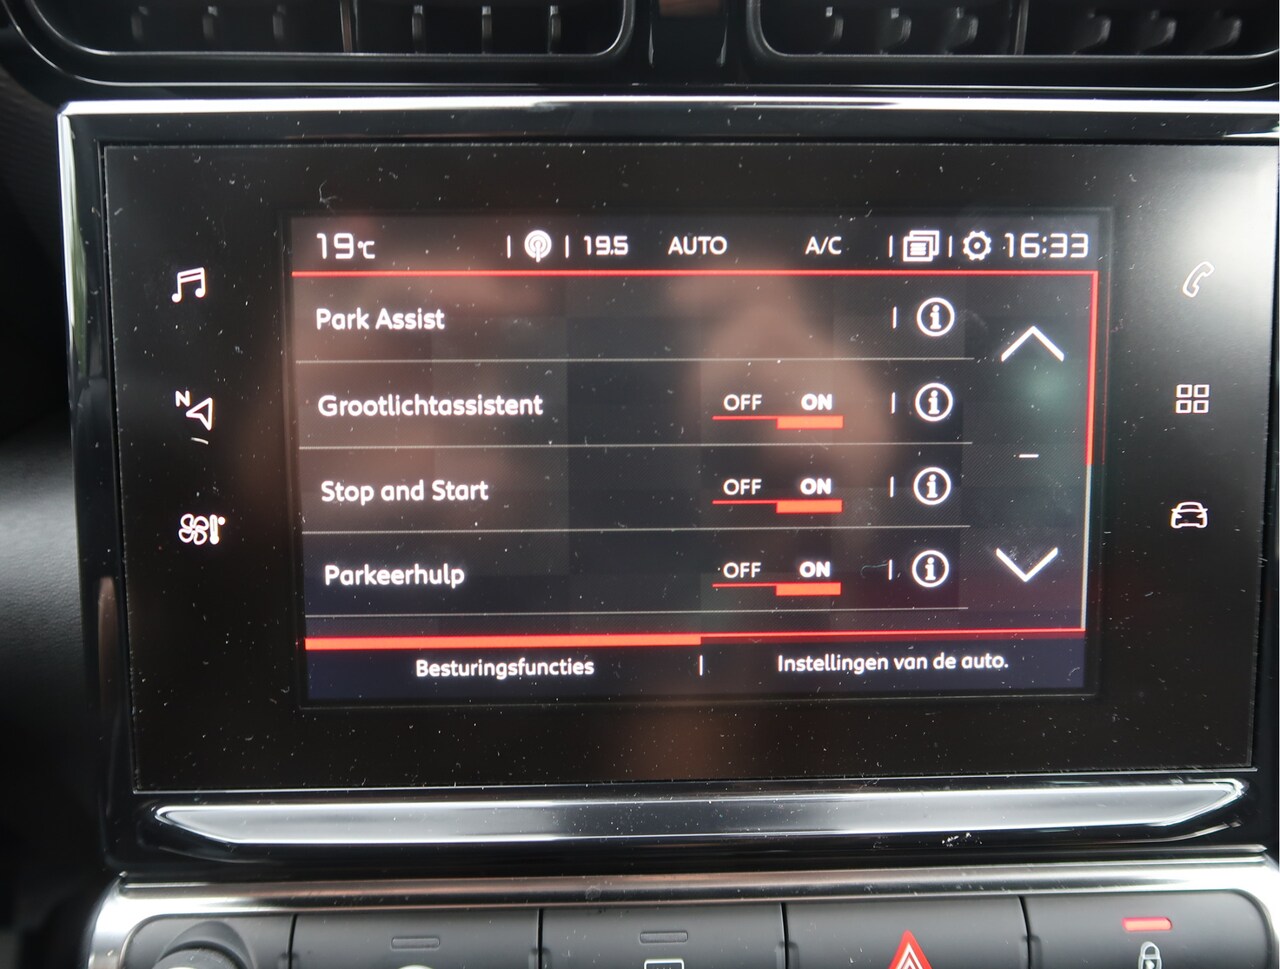 19°C 19.5 AUTO A/C 16:33
Park Assist
Grootlichtassistent OFF ON
Stop and Start OFF ON
Parkeerhulp OFF ON
Besturingsfuncties Instellingen van de auto.
N